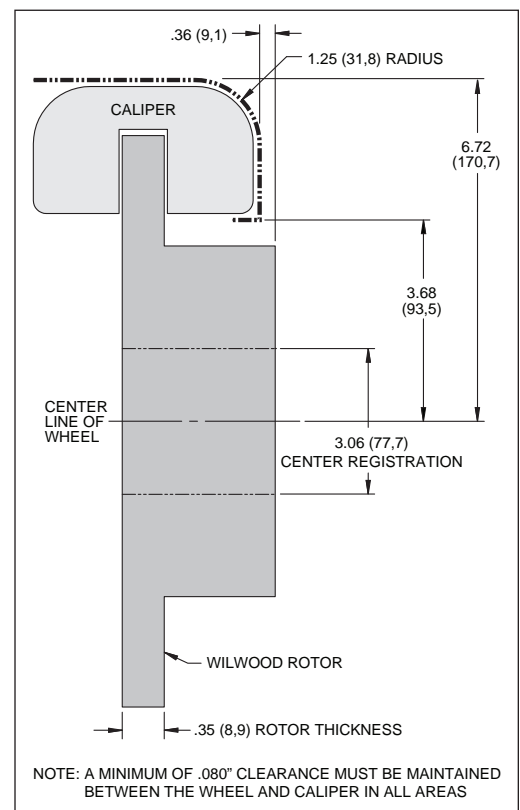 .36 (9,1)
1.25 (31,8) RADIUS
CALIPER
6.72
(170,7)
3.68
(93,5)
CENTER
LINE OF
WHEEL
3.06 (77,7)
CENTER REGISTRATION
WILWOOD ROTOR
.35 (8,9) ROTOR THICKNESS
NOTE: A MINIMUM OF .080" CLEARANCE MUST BE MAINTAINED
BETWEEN THE WHEEL AND CALIPER IN ALL AREAS